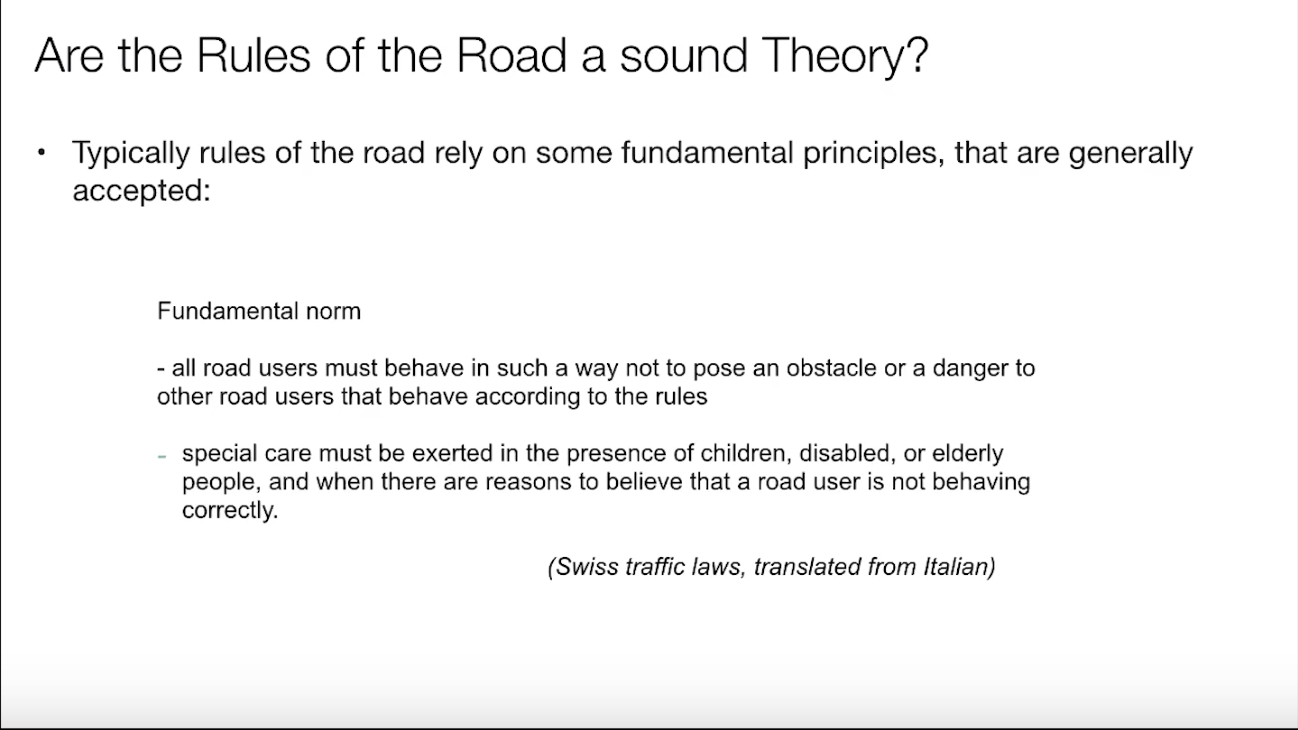 Are the Rules of the Road a sound Theory?
• Typically rules of the road rely on some fundamental principles, that are generally
accepted:
Fundamental norm
- all road users must behave in such a way not to pose an obstacle or a danger to
other road users that behave according to the rules
- special care must be exerted in the presence of children, disabled, or elderly
people, and when there are reasons to believe that a road user is not behaving
correctly.
(Swiss traffic laws, translated from Italian)